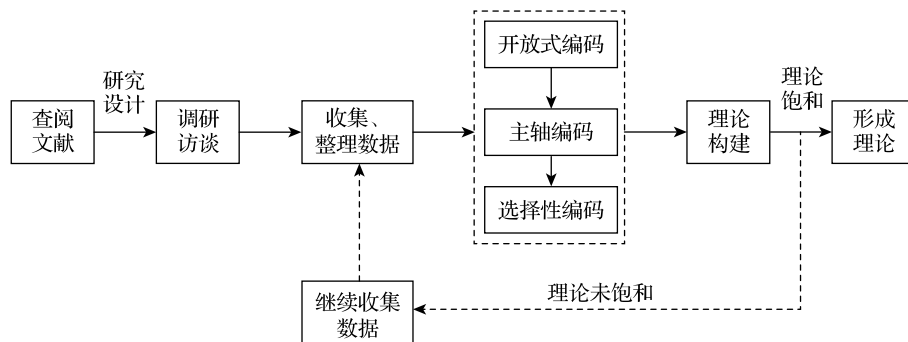 研究
设计
查阅
文献
调研
访谈
收集、
整理数据
开放式编码
主轴编码
选择性编码
理论
构建
理论
饱和
形成
理论
理论未饱和
继续收集
数据